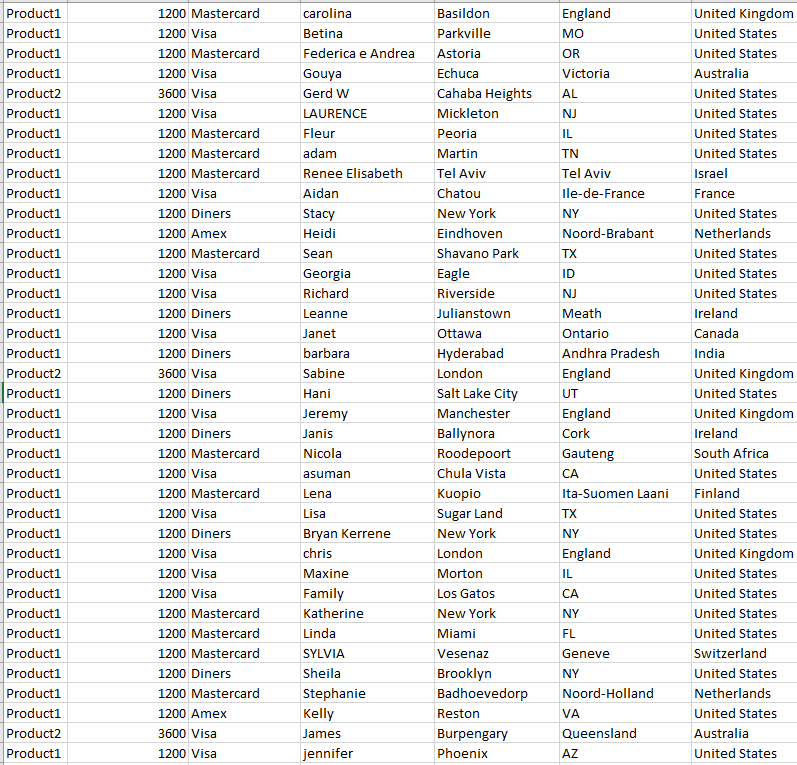 Product1 1200 Mastercard carolina Basildon England United Kingdom
Product1 1200 Visa Betina Parkville MO United States
Product1 1200 Mastercard Federica e Andrea Astoria OR United States
Product1 1200 Visa Gouya Echuca Victoria Australia
Product2 3600 Visa Gerd W Cahaba Heights AL United States
Product1 1200 Visa LAURENCE Mickleton NJ United States
Product1 1200 Mastercard Fleur Peoria IL United States
Product1 1200 Mastercard adam Martin TN United States
Product1 1200 Mastercard Renee Elisabeth Tel Aviv Tel Aviv Israel
Product1 1200 Visa Aidan Chatou Ile-de-France France
Product1 1200 Diners Stacy New York NY United States
Product1 1200 Amex Heidi Eindhoven Noord-Brabant Netherlands
Product1 1200 Mastercard Sean Shavano Park TX United States
Product1 1200 Visa Georgia Eagle ID United States
Product1 1200 Visa Richard Riverside NJ United States
Product1 1200 Diners Leanne Julianstown Meath Ireland
Product1 1200 Visa Janet Ottawa Ontario Canada
Product1 1200 Diners barbara Hyderabad Andhra Pradesh India
Product2 3600 Visa Sabine London England United Kingdom
Product1 1200 Diners Hani Salt Lake City UT United States
Product1 1200 Visa Jeremy Manchester England United Kingdom
Product1 1200 Diners Janis Ballynora Cork Ireland
Product1 1200 Mastercard Nicola Roodepoort Gauteng South Africa
Product1 1200 Visa asuman Chula Vista CA United States
Product1 1200 Mastercard Lena Kuopio Ita-Suomen Laani Finland
Product1 1200 Visa Lisa Sugar Land TX United States
Product1 1200 Diners Bryan Kerrene New York NY United States
Product1 1200 Visa chris London England United Kingdom
Product1 1200 Visa Maxine Morton IL United States
Product1 1200 Visa Family Los Gatos CA United States
Product1 1200 Mastercard Katherine New York NY United States
Product1 1200 Mastercard Linda Miami FL United States
Product1 1200 Mastercard SYLVIA Vesenaz Geneve Switzerland
Product1 1200 Diners Sheila Brooklyn NY United States
Product1 1200 Mastercard Stephanie Badhoevedorp Noord-Holland Netherlands
Product1 1200 Amex Kelly Reston VA United States
Product2 3600 Visa James Burpengary Queensland Australia
Product1 1200 Visa jennifer Phoenix AZ United States